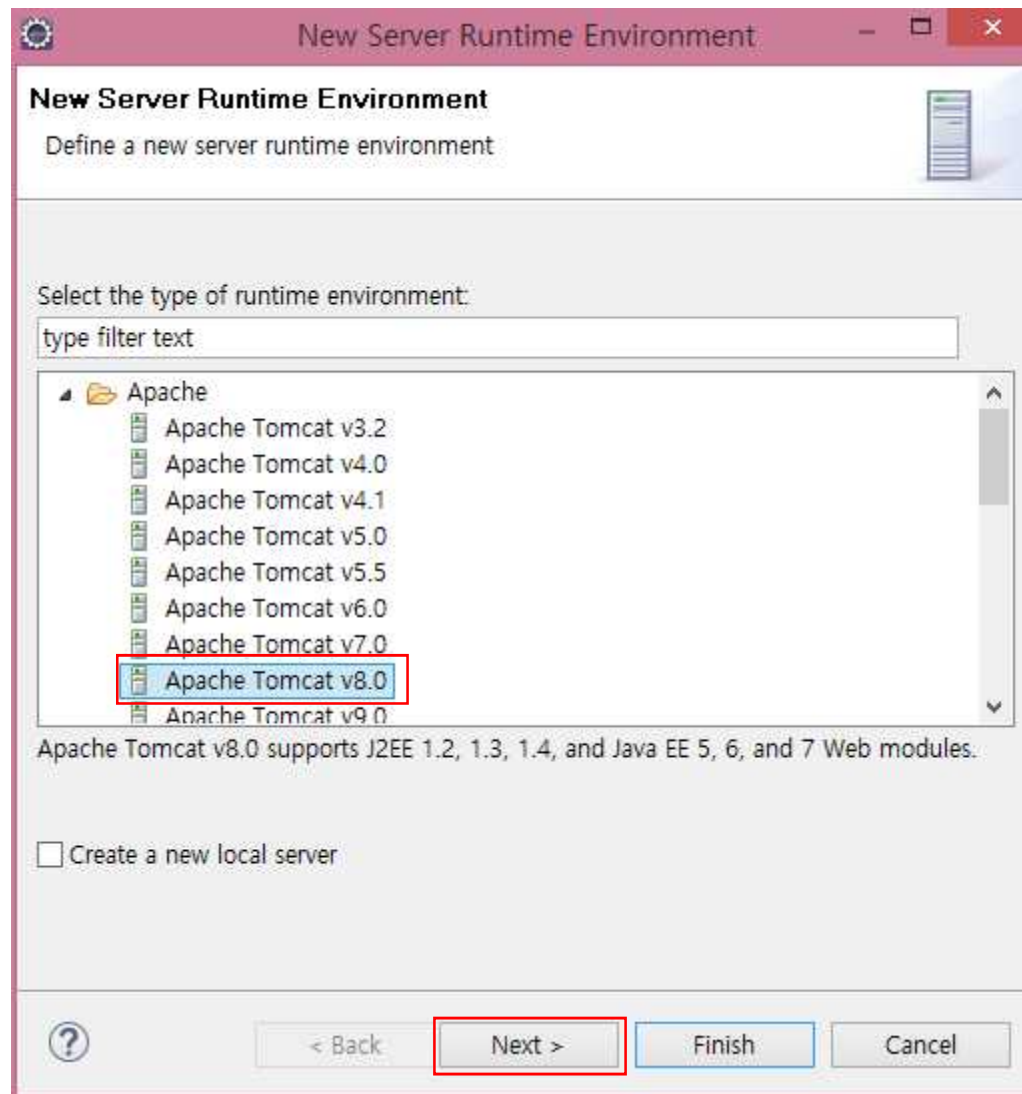 New Server Runtime Environment
New Server Runtime Environment
Define a new server runtime environment
Select the type of runtime environment:
type filter text
Apache
Apache Tomcat v3.2
Apache Tomcat v4.0
Apache Tomcat v4.1
Apache Tomcat v5.0
Apache Tomcat v5.5
Apache Tomcat v6.0
Apache Tomcat v7.0
Apache Tomcat v8.0
Apache Tomcat v9.0
Apache Tomcat v8.0 supports J2EE 1.2, 1.3, 1.4, and Java EE 5, 6, and 7 Web modules.
Create a new local server
? < Back Next > Finish Cancel